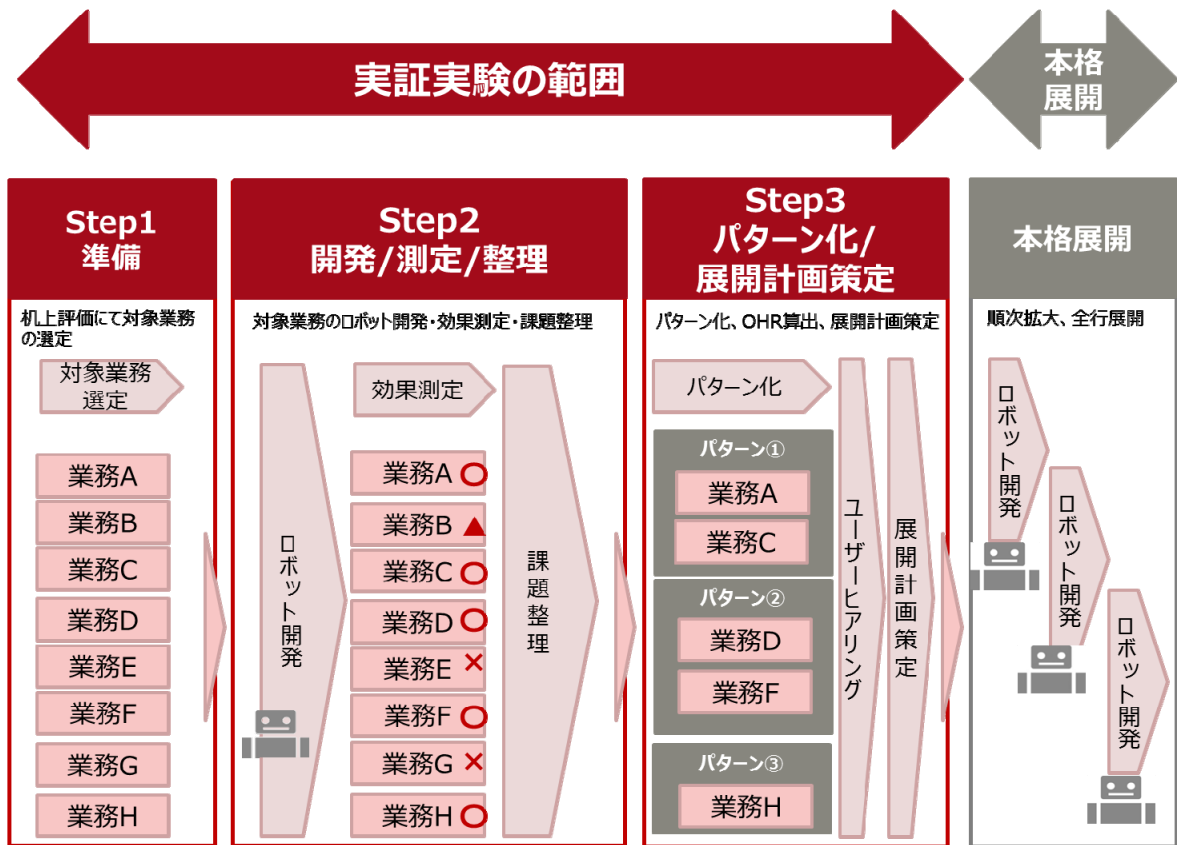 実証実験の範囲
本格
展開
Step1
準備
机上評価にて対象業務
の選定
対象業務
選定
業務A
業務B
業務C
業務D
業務E
業務F
業務G
業務H
Step2
開発/測定/整理
対象業務のロボット開発・効果測定・課題整理
ロボット開発
効果測定
業務A
業務B
業務C
業務D
業務E
業務F
業務G
業務H
課題整理
Step3
パターン化/
展開計画策定
パターン化、OHR算出、展開計画策定
パターン化
パターン①
業務A
業務C
パターン②
業務D
業務F
パターン③
業務H
ユーザーヒアリング
展開計画策定
本格展開
順次拡大、全行展開
ロボット開発
ロボット開発
ロボット開発